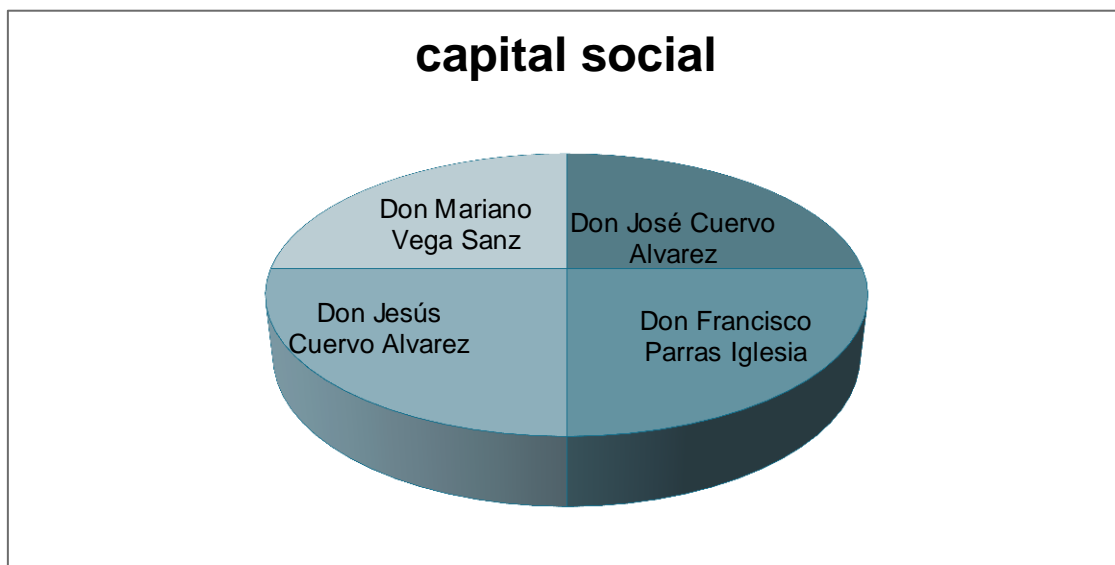 capital social
Don Mariano
Vega Sanz
Don José Cuervo
Alvarez
Don Jesús
Cuervo Alvarez
Don Francisco
Parras Iglesia